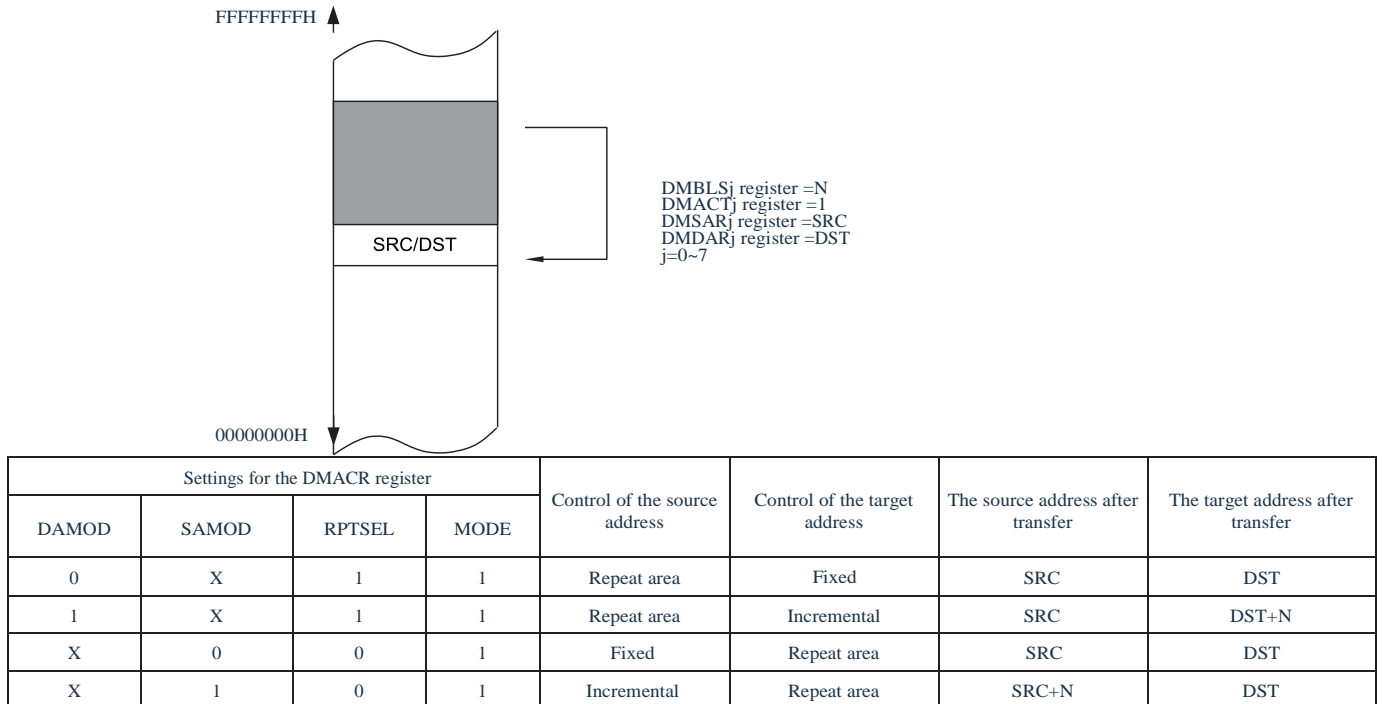 FFFFFFFFH
SRC/DST
DMBLSj register =N
DMACTj register =1
DMSARj register =SRC
DMDARj register =DST
j=0~7
00000000H
Settings for the DMACR register
Control of the source address
Control of the target address
The source address after transfer
The target address after transfer
DAMOD SAMOD RPTSEL MODE
0 X 1 1 Repeat area Fixed SRC DST
1 X 1 1 Repeat area Incremental SRC DST+N
X 0 0 1 Fixed Repeat area SRC DST
X 1 0 1 Incremental Repeat area SRC+N DST